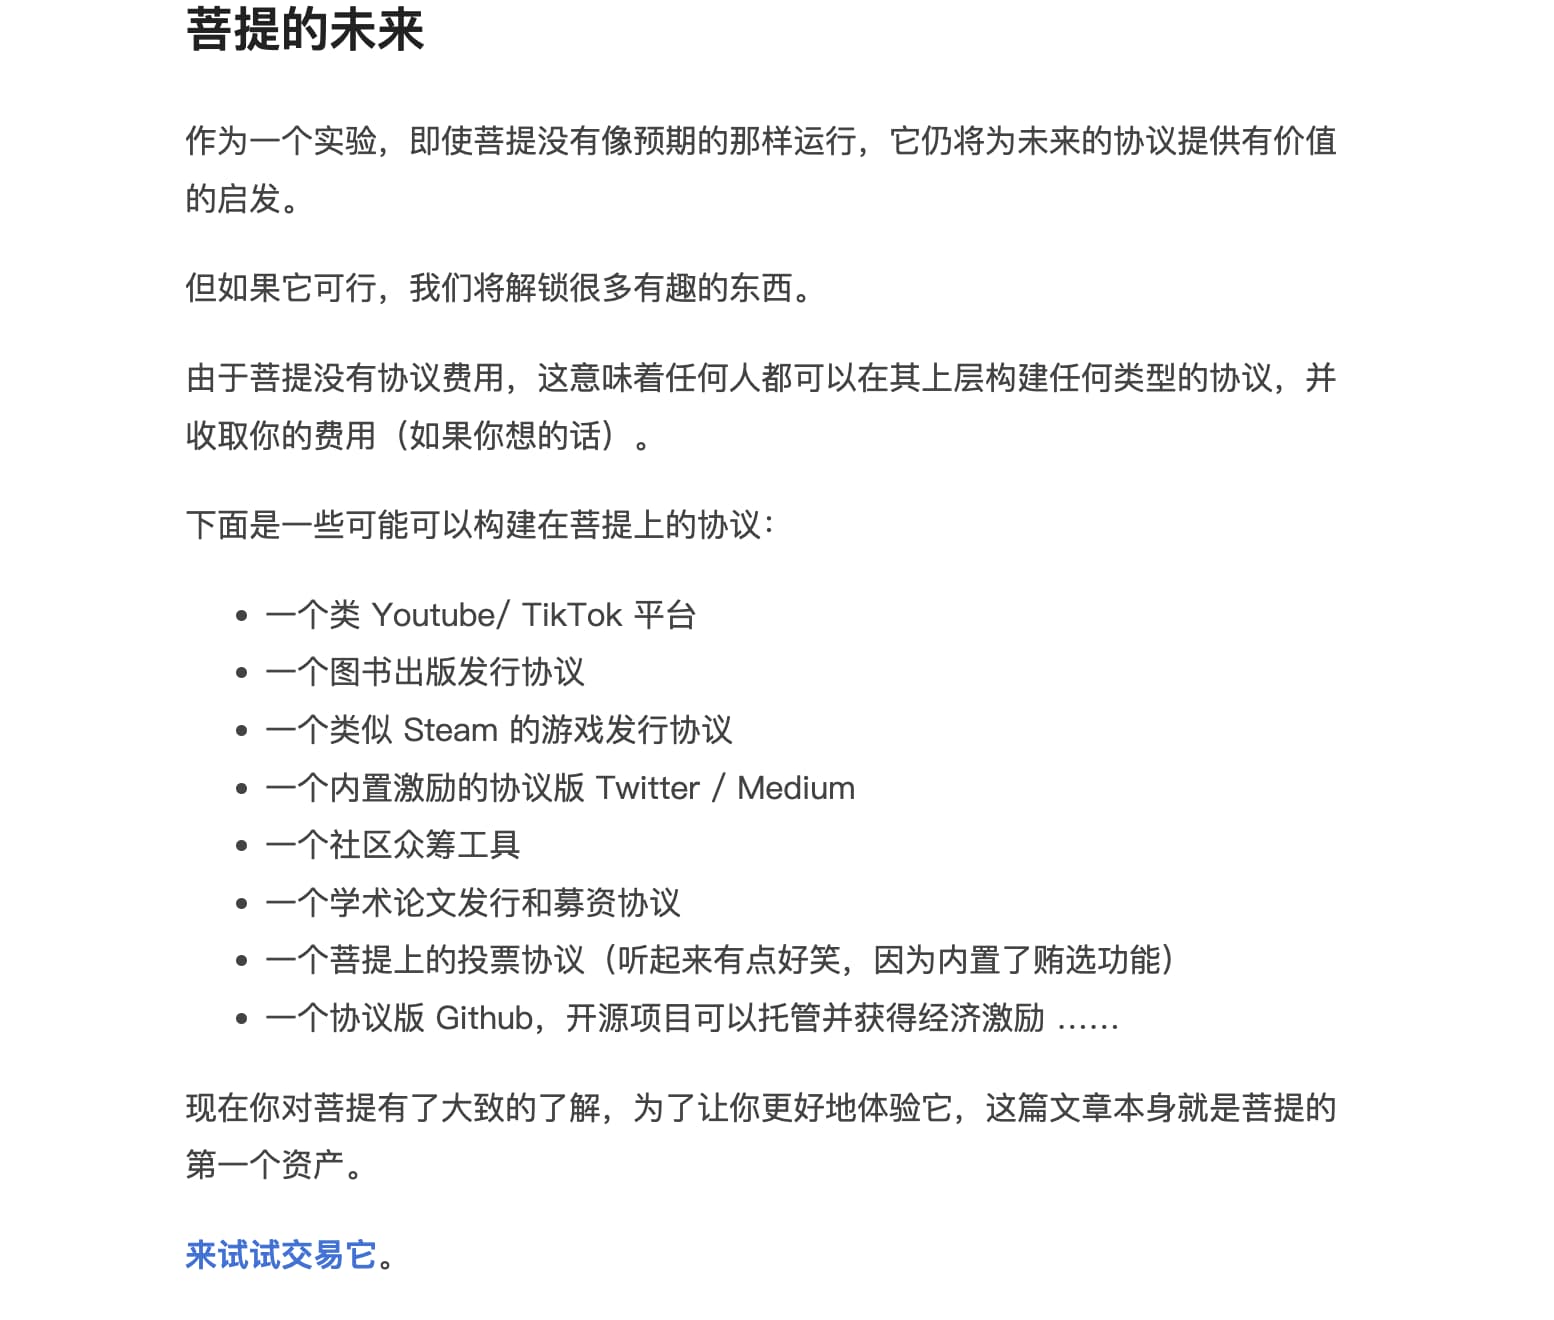 菩提的未来
作为一个实验，即使菩提没有像预期的那样运行，它仍将为未来的协议提供有价值
的启发。
但如果它可行，我们将解锁很多有趣的东西。
由于菩提没有协议费用，这意味着任何人都可以在其上层构建任何类型的协议，并
收取你的费用（如果你想的话）。
下面是一些可能可以构建在菩提上的协议：
• 一个类 Youtube/ TikTok 平台
• 一个图书出版发行协议
• 一个类似 Steam 的游戏发行协议
• 一个内置激励的协议版 Twitter / Medium
• 一个社区众筹工具
• 一个学术论文发行和募资协议
• 一个菩提上的投票协议（听起来有点好笑，因为内置了贿选功能）
• 一个协议版 Github，开源项目可以托管并获得经济激励 ……
现在你对菩提有了大致的了解，为了让你更好地体验它，这篇文章本身就是菩提的
第一个资产。
来试试交易它。